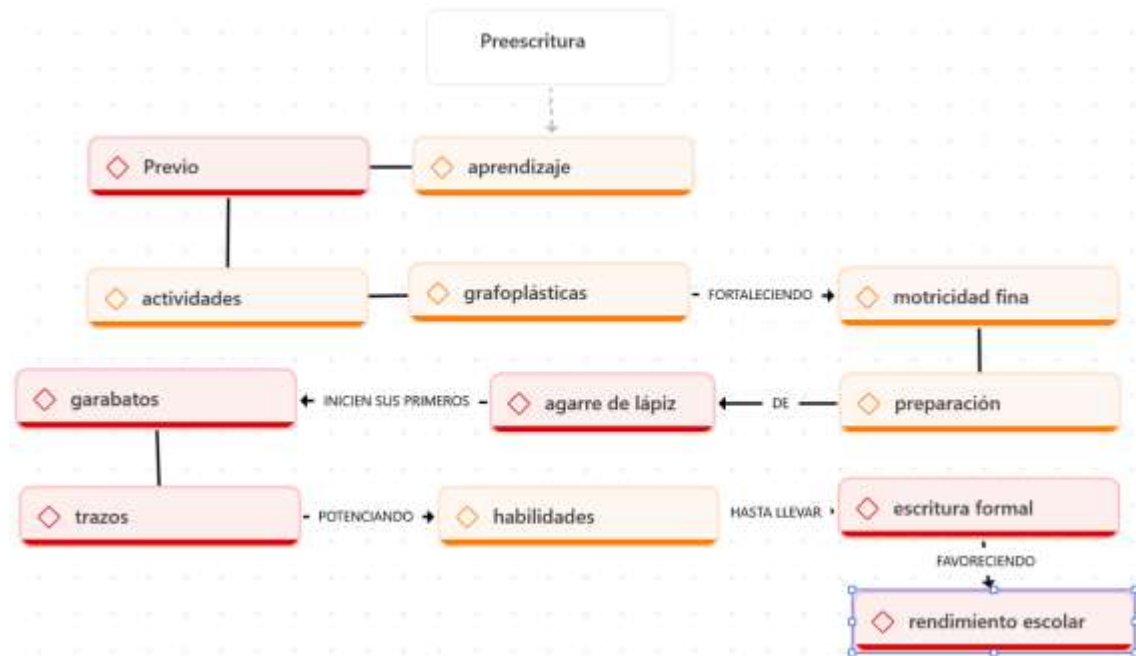 Preescritura
Previo
aprendizaje
actividades
grafoplásticas
FORTALECIENDO
motricidad fina
preparación
DE
agarre de lápiz
INICIEN SUS PRIMEROS
garabatos
trazos
POTENCIANDO
habilidades
HASTA LLEVAR
escritura formal
FAVORECIENDO
rendimiento escolar